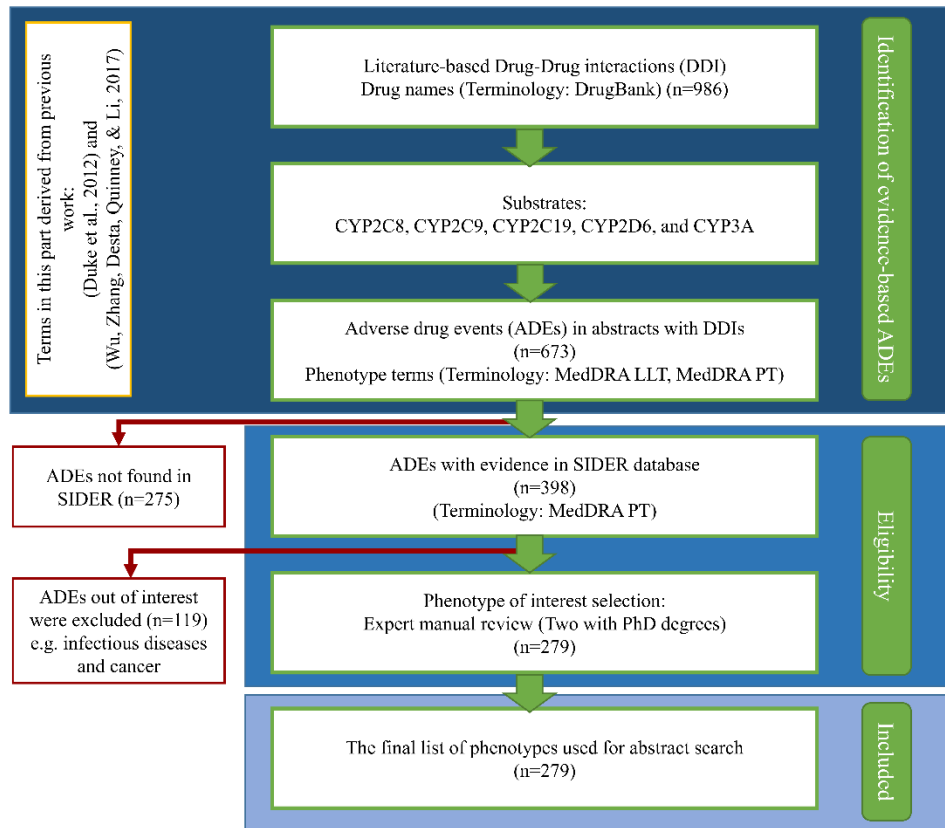 Terms in this part derived from previous
work:
(Duke et al., 2012) and
(Wu, Zhang, Desta, Quinney, & Li, 2017)
Literature-based Drug-Drug interactions (DDI)
Drug names (Terminology: DrugBank) (n=986)
Substrates:
CYP2C8, CYP2C9, CYP2C19, CYP2D6, and CYP3A
Adverse drug events (ADEs) in abstracts with DDIs
(n=673)
Phenotype terms (Terminology: MedDRA LLT, MedDRA PT)
Identification of evidence-based ADEs
ADEs not found in
SIDER (n=275)
ADEs with evidence in SIDER database
(n=398)
(Terminology: MedDRA PT)
ADEs out of interest
were excluded (n=119)
e.g. infectious diseases
and cancer
Phenotype of interest selection:
Expert manual review (Two with PhD degrees)
(n=279)
Eligibility
The final list of phenotypes used for abstract search
(n=279)
Included